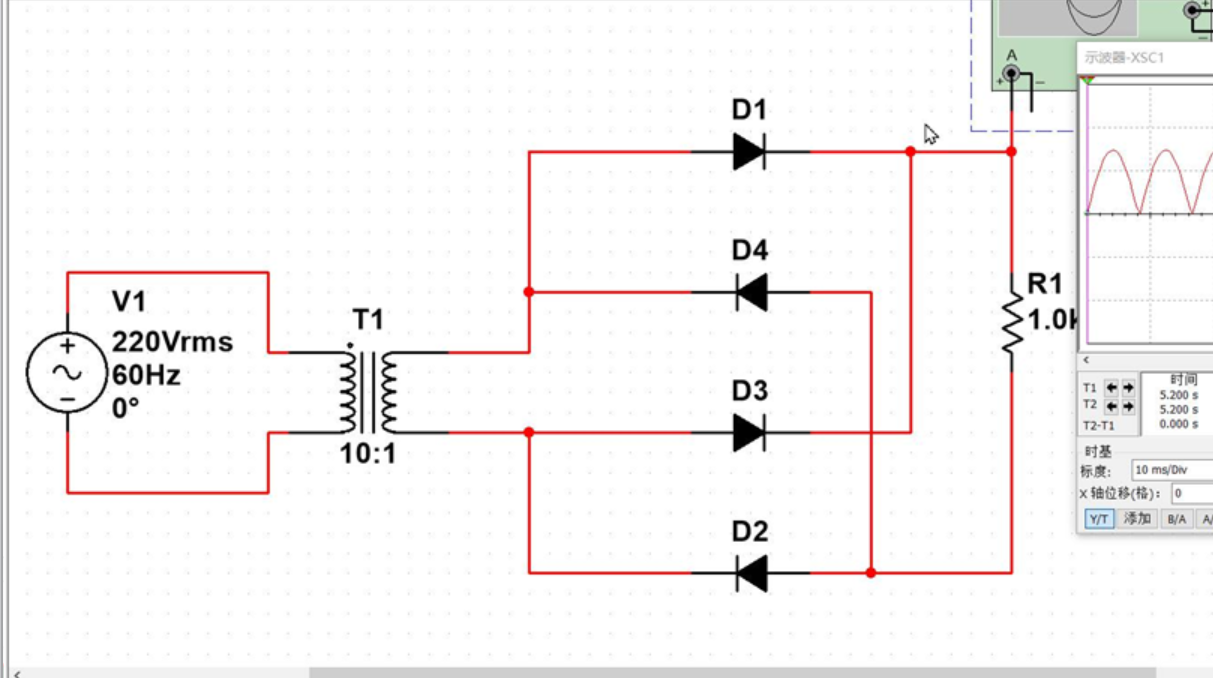 A
+
−
+
示波器-XSC1
D1
D4
V1
220Vrms
60Hz
0°
+
−
T1
10:1
R1
1.0k
D3
D2
时间
T1
5.200 s
T2
5.200 s
T2-T1
0.000 s
时基
标度:
10 ms/Div
X 轴位移(格):
0
Y/T
添加
B/A
A/